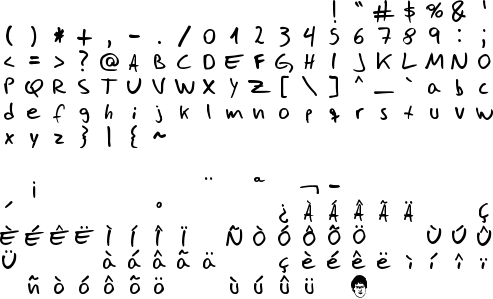 ! " # $ % & '
( ) * + , - . / 0 1 2 3 4 5 6 7 8 9 : ;
< = > ? @ A B C D E F G H I J K L M N O
P Q R S T U V W X Y Z [ \ ] ^ _ ` a b c
d e f g h i j k l m n o p q r s t u v w
x y z } | { ~
¡ ¨ ª ¬ -
´ º ¿ À Á Â Ã Ä Ç
È É Ê Ë Ì Í Î Ï Ñ Ò Ó Ô Õ Ö Ù Ú Û
Ü à á â ã ä ç è é ê ë ì í î ï
ñ ò ó ô õ ö ù ú û ü